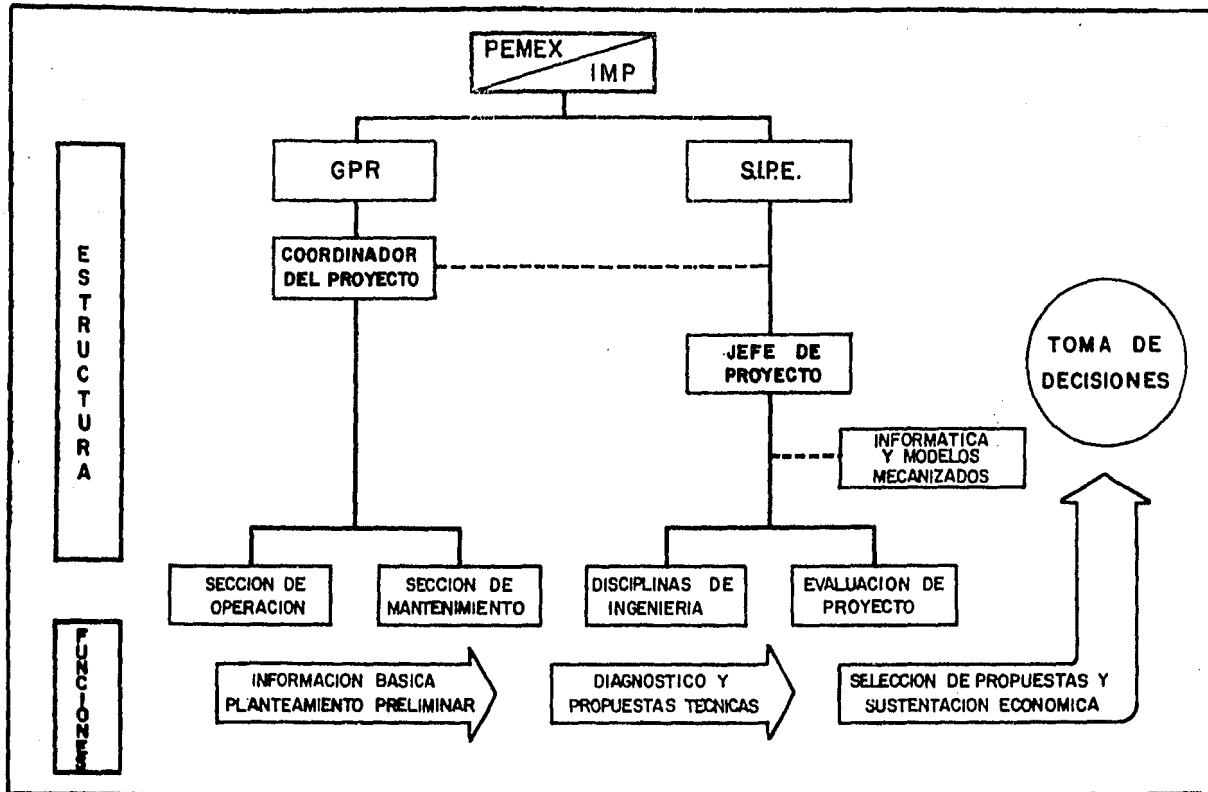 PEMEX
IMP
GPR
S.I.P.E.
COORDINADOR
DEL PROYECTO
JEFE DE
PROYECTO
INFORMATICA
Y MODELOS
MECANIZADOS
TOMA DE
DECISIONES
ESTRUCTURA
SECCION DE
OPERACION
SECCION DE
MANTENIMIENTO
DISCIPLINAS DE
INGENIERIA
EVALUACION DE
PROYECTO
FUNCIONES
INFORMACION BASICA
PLANTEAMIENTO PRELIMINAR
DIAGNOSTICO Y
PROPUESTAS TECNICAS
SELECCION DE PROPUESTAS Y
SUSTENTACION ECONOMICA